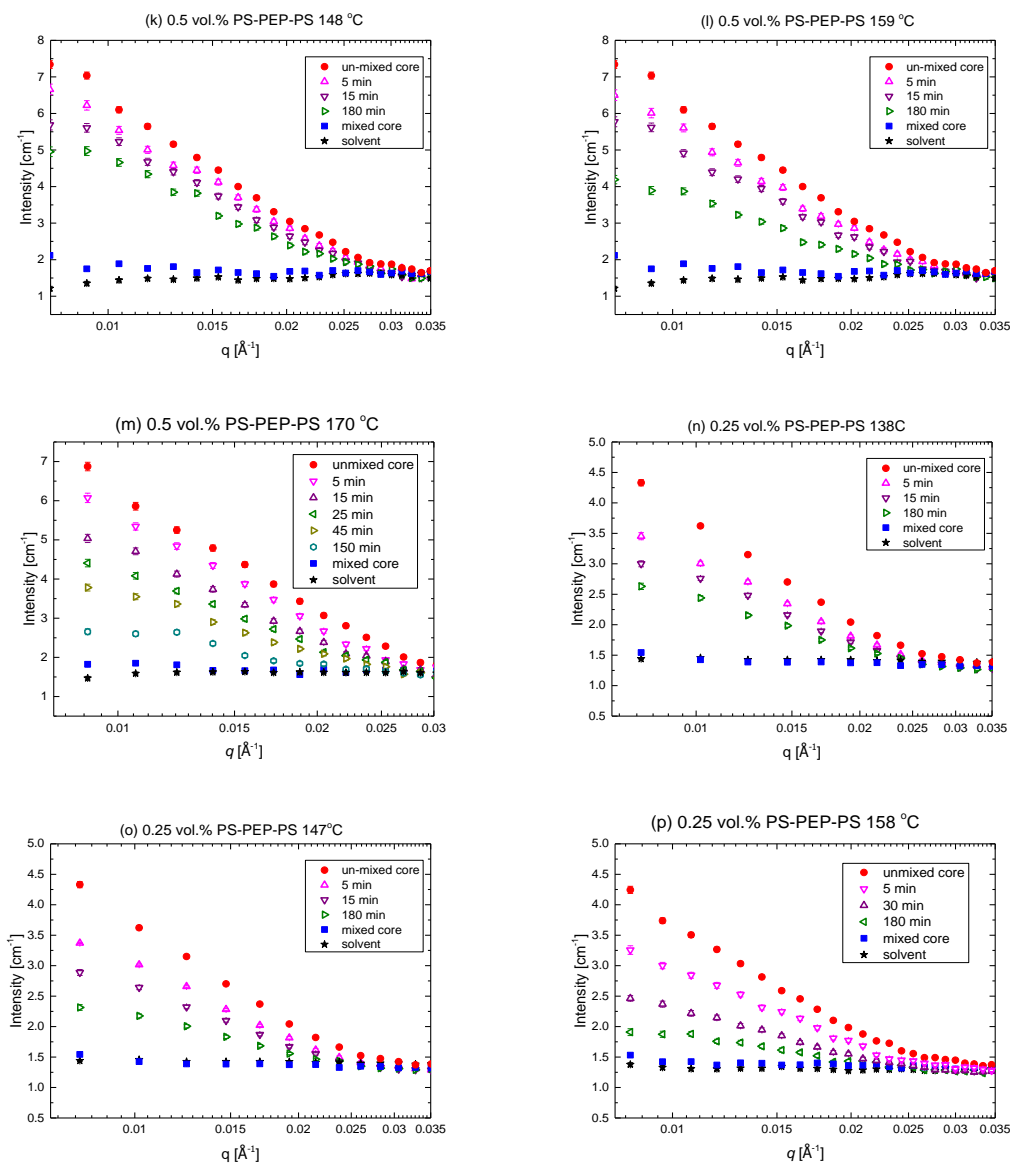 (k) 0.5 vol.% PS-PEP-PS 148 °C
8
7
6
5
4
3
2
1
Intensity [cm⁻¹]
un-mixed core
5 min
15 min
180 min
mixed core
solvent
0.01 0.015 0.02 0.025 0.03 0.035
q [Å⁻¹]
(l) 0.5 vol.% PS-PEP-PS 159 °C
8
7
6
5
4
3
2
1
Intensity [cm⁻¹]
un-mixed core
5 min
15 min
180 min
mixed core
solvent
0.01 0.015 0.02 0.025 0.03 0.035
q [Å⁻¹]
(m) 0.5 vol.% PS-PEP-PS 170 °C
7
6
5
4
3
2
1
Intensity [cm⁻¹]
unmixed core
5 min
15 min
25 min
45 min
150 min
mixed core
solvent
0.01 0.015 0.02 0.025 0.03
q [Å⁻¹]
(n) 0.25 vol.% PS-PEP-PS 138C
5.0
4.5
4.0
3.5
3.0
2.5
2.0
1.5
1.0
0.5
Intensity [cm⁻¹]
un-mixed core
5 min
15 min
180 min
mixed core
solvent
0.01 0.015 0.02 0.025 0.03 0.035
q [Å⁻¹]
(o) 0.25 vol.% PS-PEP-PS 147°C
5.0
4.5
4.0
3.5
3.0
2.5
2.0
1.5
1.0
0.5
Intensity [cm⁻¹]
un-mixed core
5 min
15 min
180 min
mixed core
solvent
0.01 0.015 0.02 0.025 0.03 0.035
q [Å⁻¹]
(p) 0.25 vol.% PS-PEP-PS 158 °C
5.0
4.5
4.0
3.5
3.0
2.5
2.0
1.5
1.0
0.5
Intensity [cm⁻¹]
unmixed core
5 min
30 min
180 min
mixed core
solvent
0.01 0.015 0.02 0.025 0.03 0.035
q [Å⁻¹]